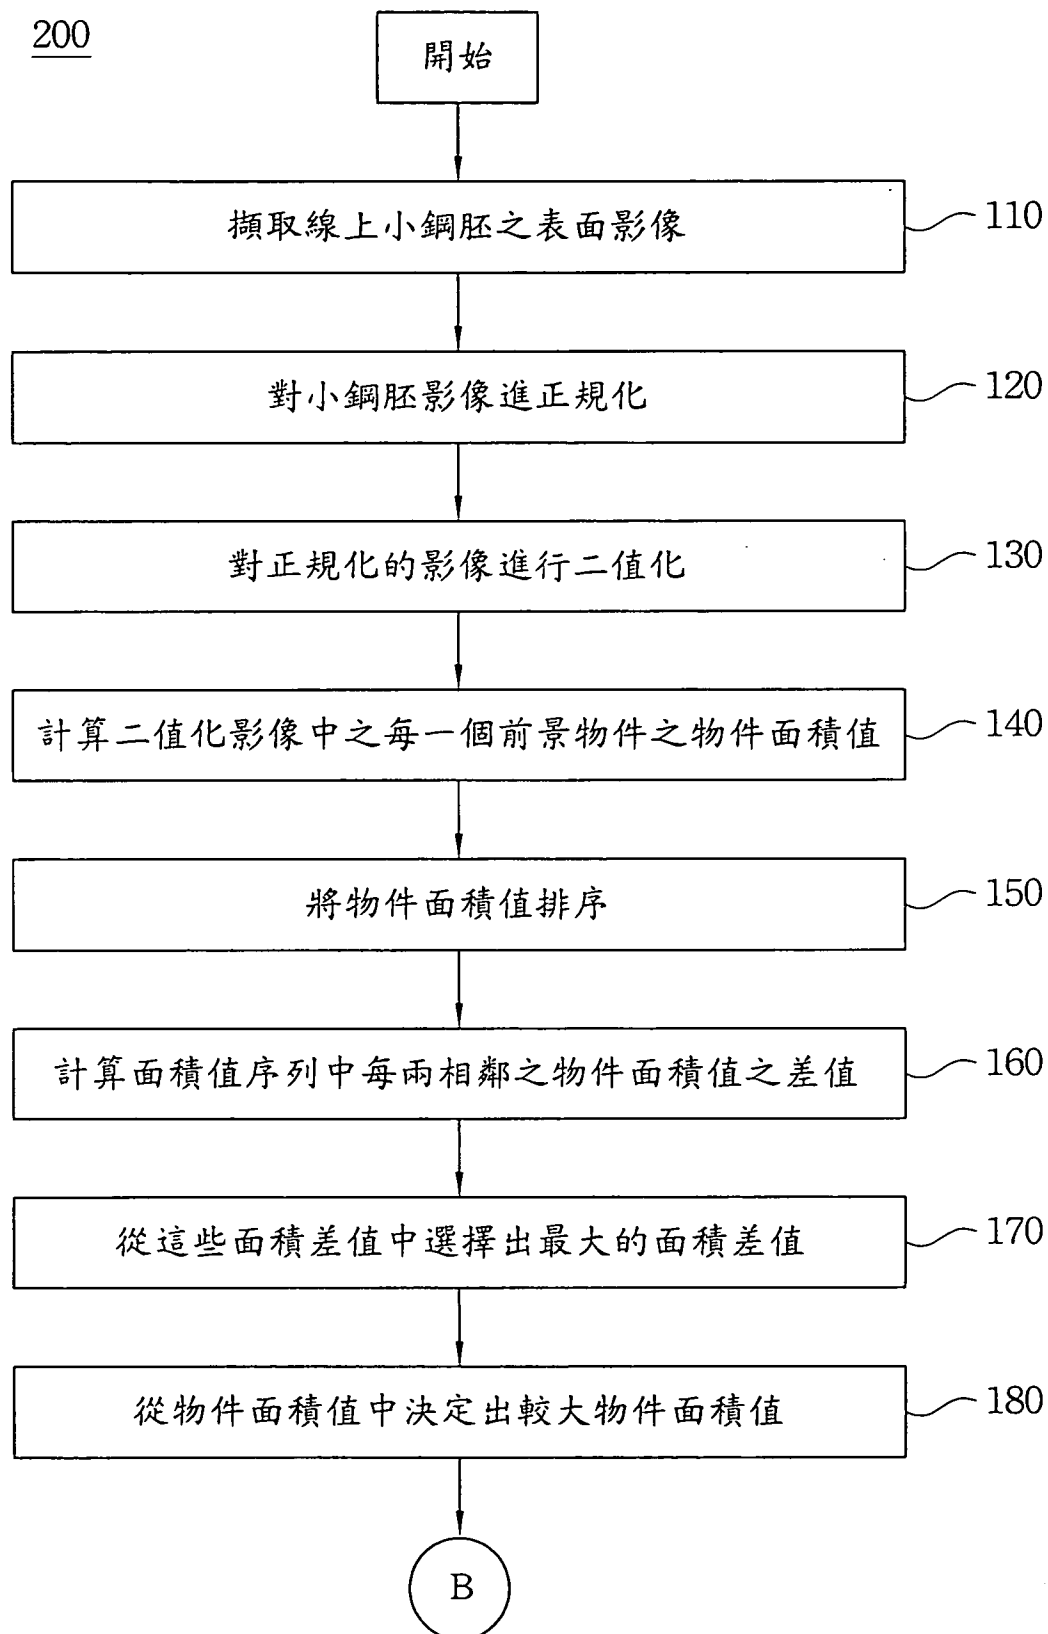 200
開始
擷取線上小鋼胚之表面影像
110
對小鋼胚影像進正規化
120
對正規化的影像進行二值化
130
計算二值化影像中之每一個前景物件之物件面積值
140
將物件面積值排序
150
計算面積值序列中每兩相鄰之物件面積值之差值
160
從這些面積差值中選擇出最大的面積差值
170
從物件面積值中決定出較大物件面積值
180
B